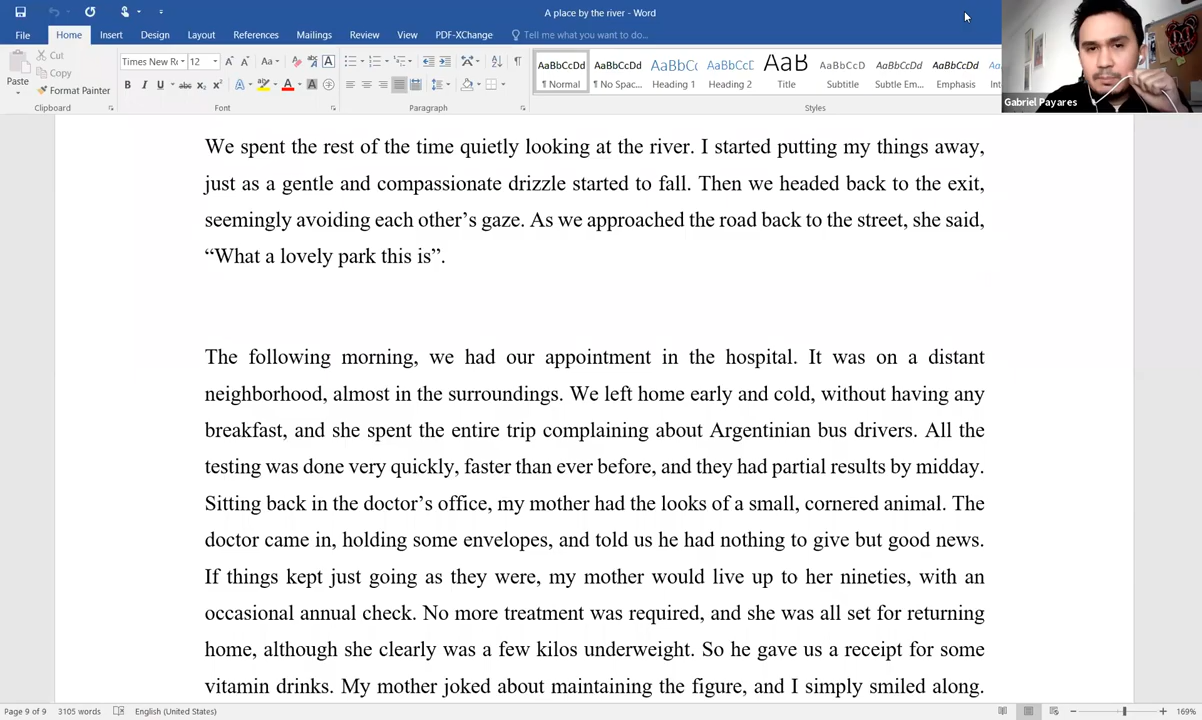 A place by the river - Word
File Home Insert Design Layout References Mailings Review View PDF-XChange Tell me what you want to do...
Paste
Cut
Copy
Format Painter
Clipboard
Times New Ro 12
Font
Paragraph
AaBbCcDd AaBbCcDd AaBbCc AaBbCcDd AaB AaBbCcD AaBbCcDd AaBbCcDd
¶ Normal ¶ No Spac... Heading 1 Heading 2 Title Subtitle Subtle Em... Emphasis
Styles
Gabriel Payares
We spent the rest of the time quietly looking at the river. I started putting my things away,
just as a gentle and compassionate drizzle started to fall. Then we headed back to the exit,
seemingly avoiding each other’s gaze. As we approached the road back to the street, she said,
“What a lovely park this is”.
The following morning, we had our appointment in the hospital. It was on a distant
neighborhood, almost in the surroundings. We left home early and cold, without having any
breakfast, and she spent the entire trip complaining about Argentinian bus drivers. All the
testing was done very quickly, faster than ever before, and they had partial results by midday.
Sitting back in the doctor’s office, my mother had the looks of a small, cornered animal. The
doctor came in, holding some envelopes, and told us he had nothing to give but good news.
If things kept just going as they were, my mother would live up to her nineties, with an
occasional annual check. No more treatment was required, and she was all set for returning
home, although she clearly was a few kilos underweight. So he gave us a receipt for some
vitamin drinks. My mother joked about maintaining the figure, and I simply smiled along.
Page 9 of 9 3105 words English (United States) 169%